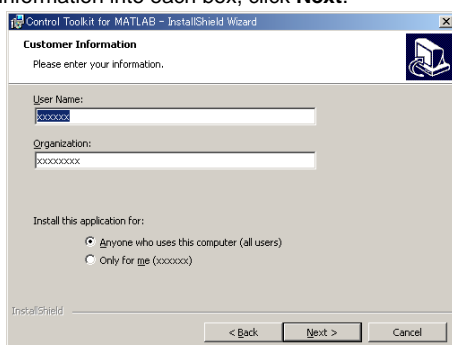 information into each box, click Next.
Control Toolkit for MATLAB - InstallShield Wizard
Customer Information
Please enter your information.
User Name:
xxxxxx
Organization:
xxxxxxxx
Install this application for:
Anyone who uses this computer (all users)
Only for me (xxxxxx)
InstallShield
< Back Next > Cancel